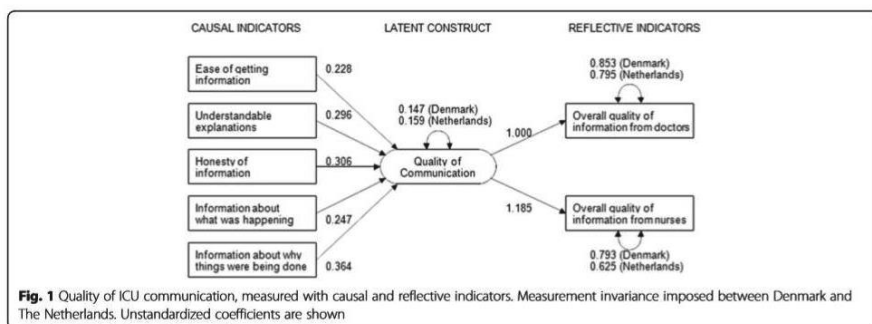 CAUSAL INDICATORS
LATENT CONSTRUCT
REFLECTIVE INDICATORS
Ease of getting
information
0.228
Understandable
explanations
0.296
Honesty of
information
0.306
Information about
what was happening
0.247
Information about why
things were being done
0.364
0.147 (Denmark)
0.159 (Netherlands)
Quality of
Communication
1.000
1.185
0.853 (Denmark)
0.795 (Netherlands)
Overall quality of
information from doctors
Overall quality of
information from nurses
0.793 (Denmark)
0.625 (Netherlands)
Fig. 1 Quality of ICU communication, measured with causal and reflective indicators. Measurement invariance imposed between Denmark and
The Netherlands. Unstandardized coefficients are shown